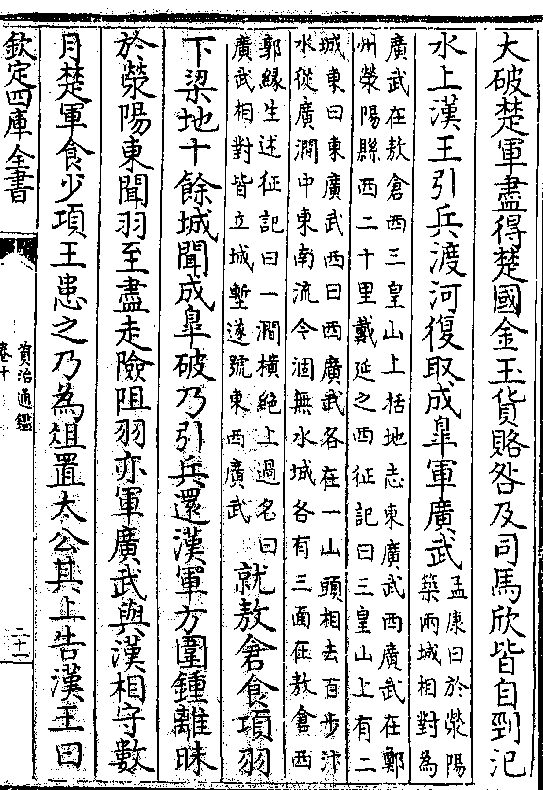 大破楚軍盡得楚國金玉貨賂咎及司馬欣皆自剄汜
水上漢王引兵渡河復取成臯軍廣武
孟康曰於滎陽
築兩城相對為
廣武在敖倉西三皇山上括地志東廣武西廣武在鄭
州滎陽縣西二十里戴延之西征記曰三皇山上有二
城東曰東廣武西曰西廣武各在一山頭相去百步汴
水從廣澗中東南流今涸無水城各有三面在敖倉西
郭緣生述征記曰一澗橫絶上過名曰
廣武相對皆立城塹遂號東西廣武
就敖倉食項羽
下梁地十餘城聞成臯破乃引兵還漢軍方圍鍾離昧
於滎陽東聞羽至盡走險阻羽亦軍廣武與漢相守數
月楚軍食少項王患之乃為俎置太公其上告漢王曰
欽定四庫全書
資治通鑑
卷十
二十一